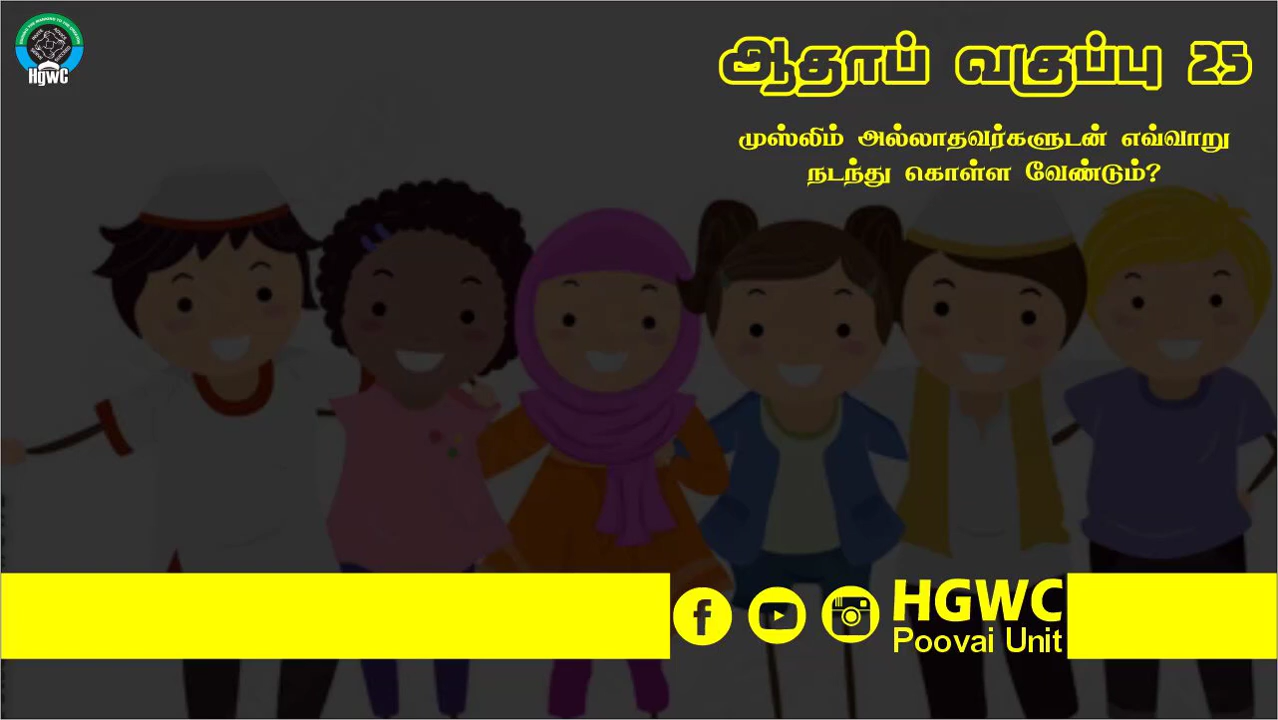 ஆதாப் வகுப்பு 25
முஸ்லிம் அல்லாதவர்களுடன் எவ்வாறு
நடந்து கொள்ள வேண்டும்?
HgwC
HGWC
Poovai Unit